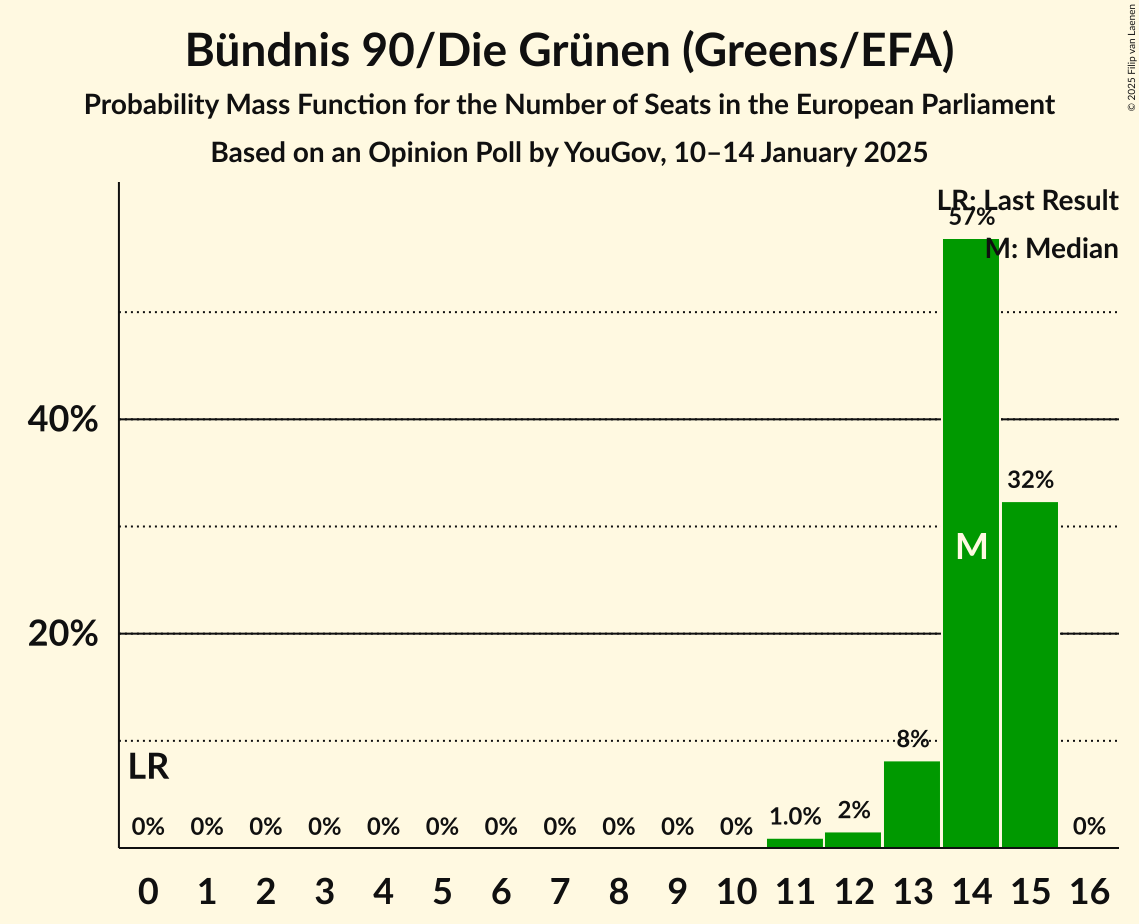 Bündnis 90/Die Grünen (Greens/EFA)
Probability Mass Function for the Number of Seats in the European Parliament
Based on an Opinion Poll by YouGov, 10–14 January 2025
© 2025 Filip van Laenen
LR: Last Result
57%
M: Median
40%
32%
M
20%
8%
LR
0% 0% 0% 0% 0% 0% 0% 0% 0% 0% 0% 1.0% 2% 0%
0 1 2 3 4 5 6 7 8 9 10 11 12 13 14 15 16